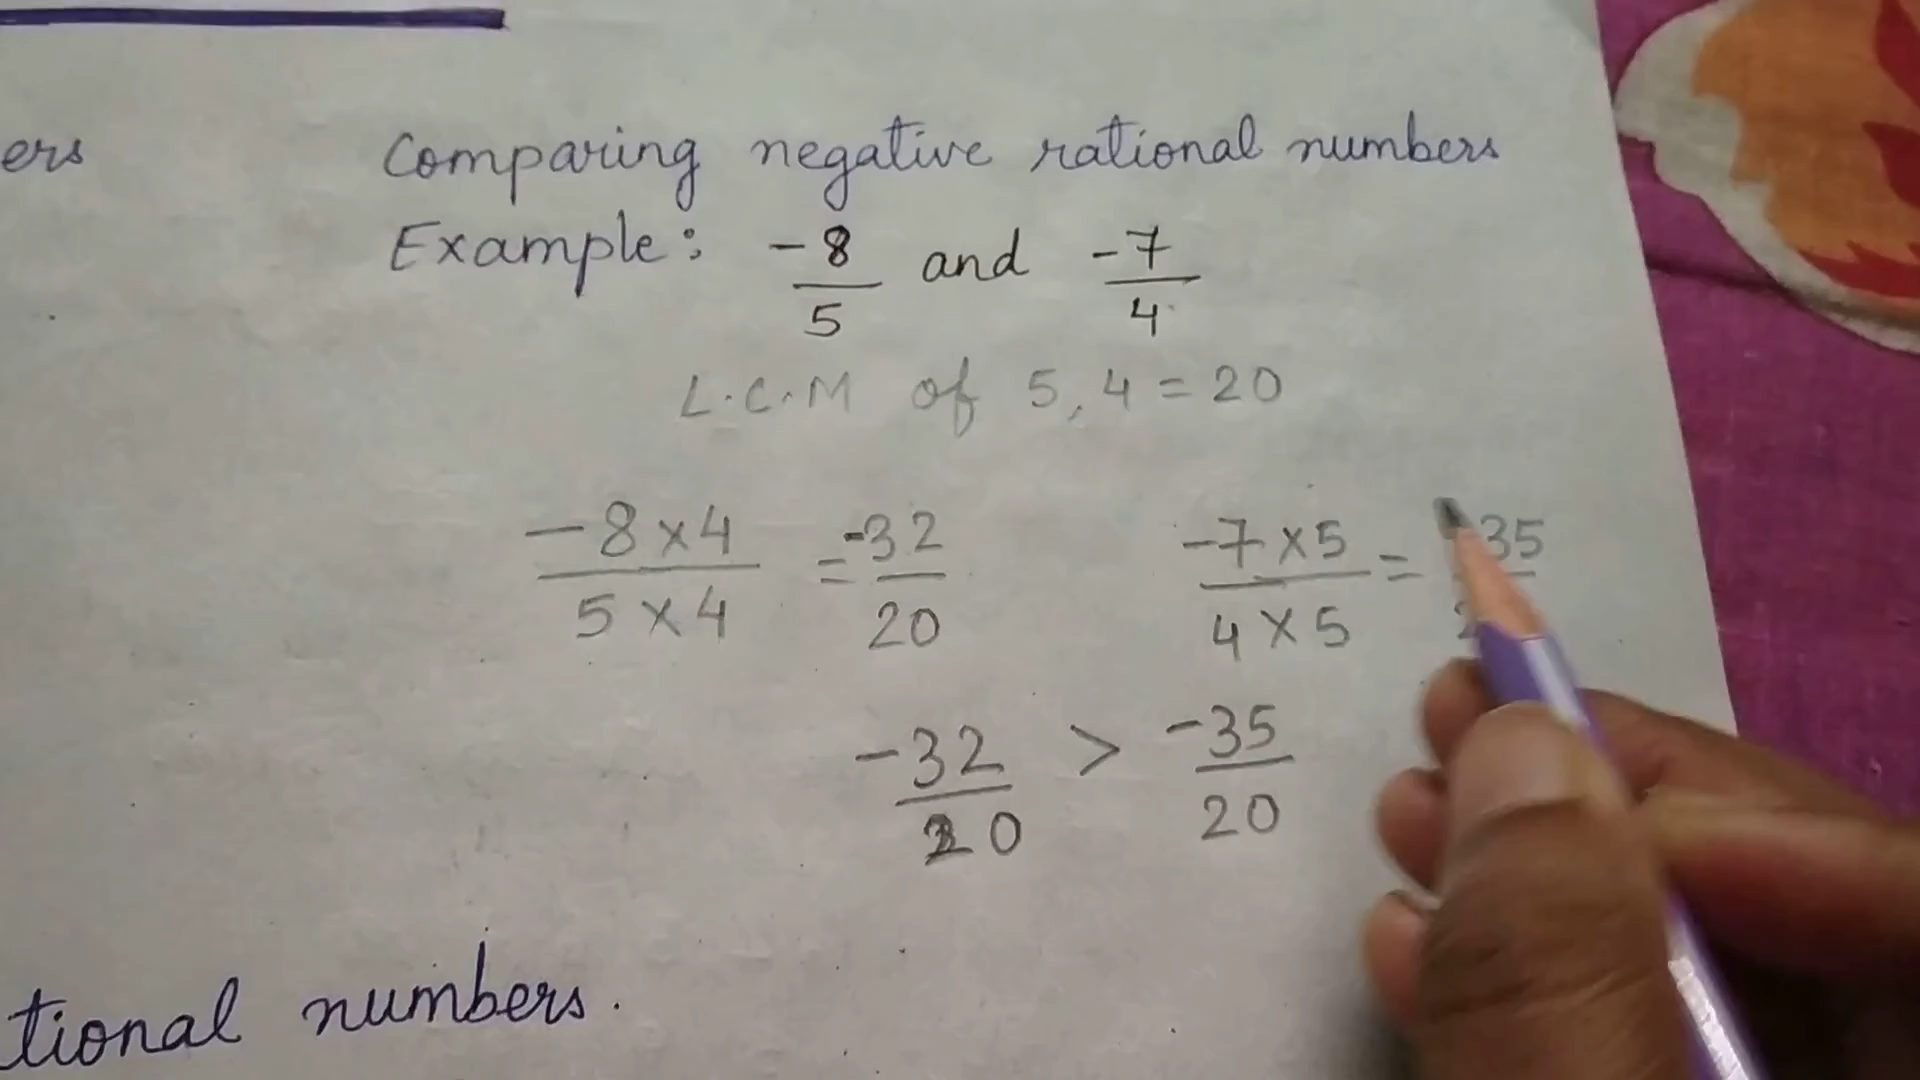 ers
Comparing negative rational numbers
Example: -8/5 and -7/4
L.C.M of 5, 4 = 20
-8 × 4 / 5 × 4 = -32/20
-7 × 5 / 4 × 5 = 35
-32/20 > -35/20
tional numbers.